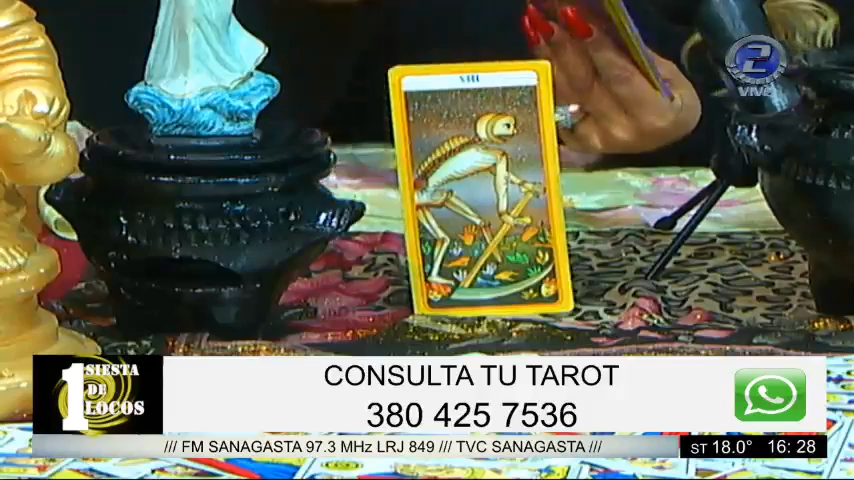 2
VIVO
CONSULTA TU TAROT
380 425 7536
1 SIESTA
DE
LOCOS
/// FM SANAGASTA 97.3 MHz LRJ 849 /// TVC SANAGASTA ///
ST 18.0° 16:28